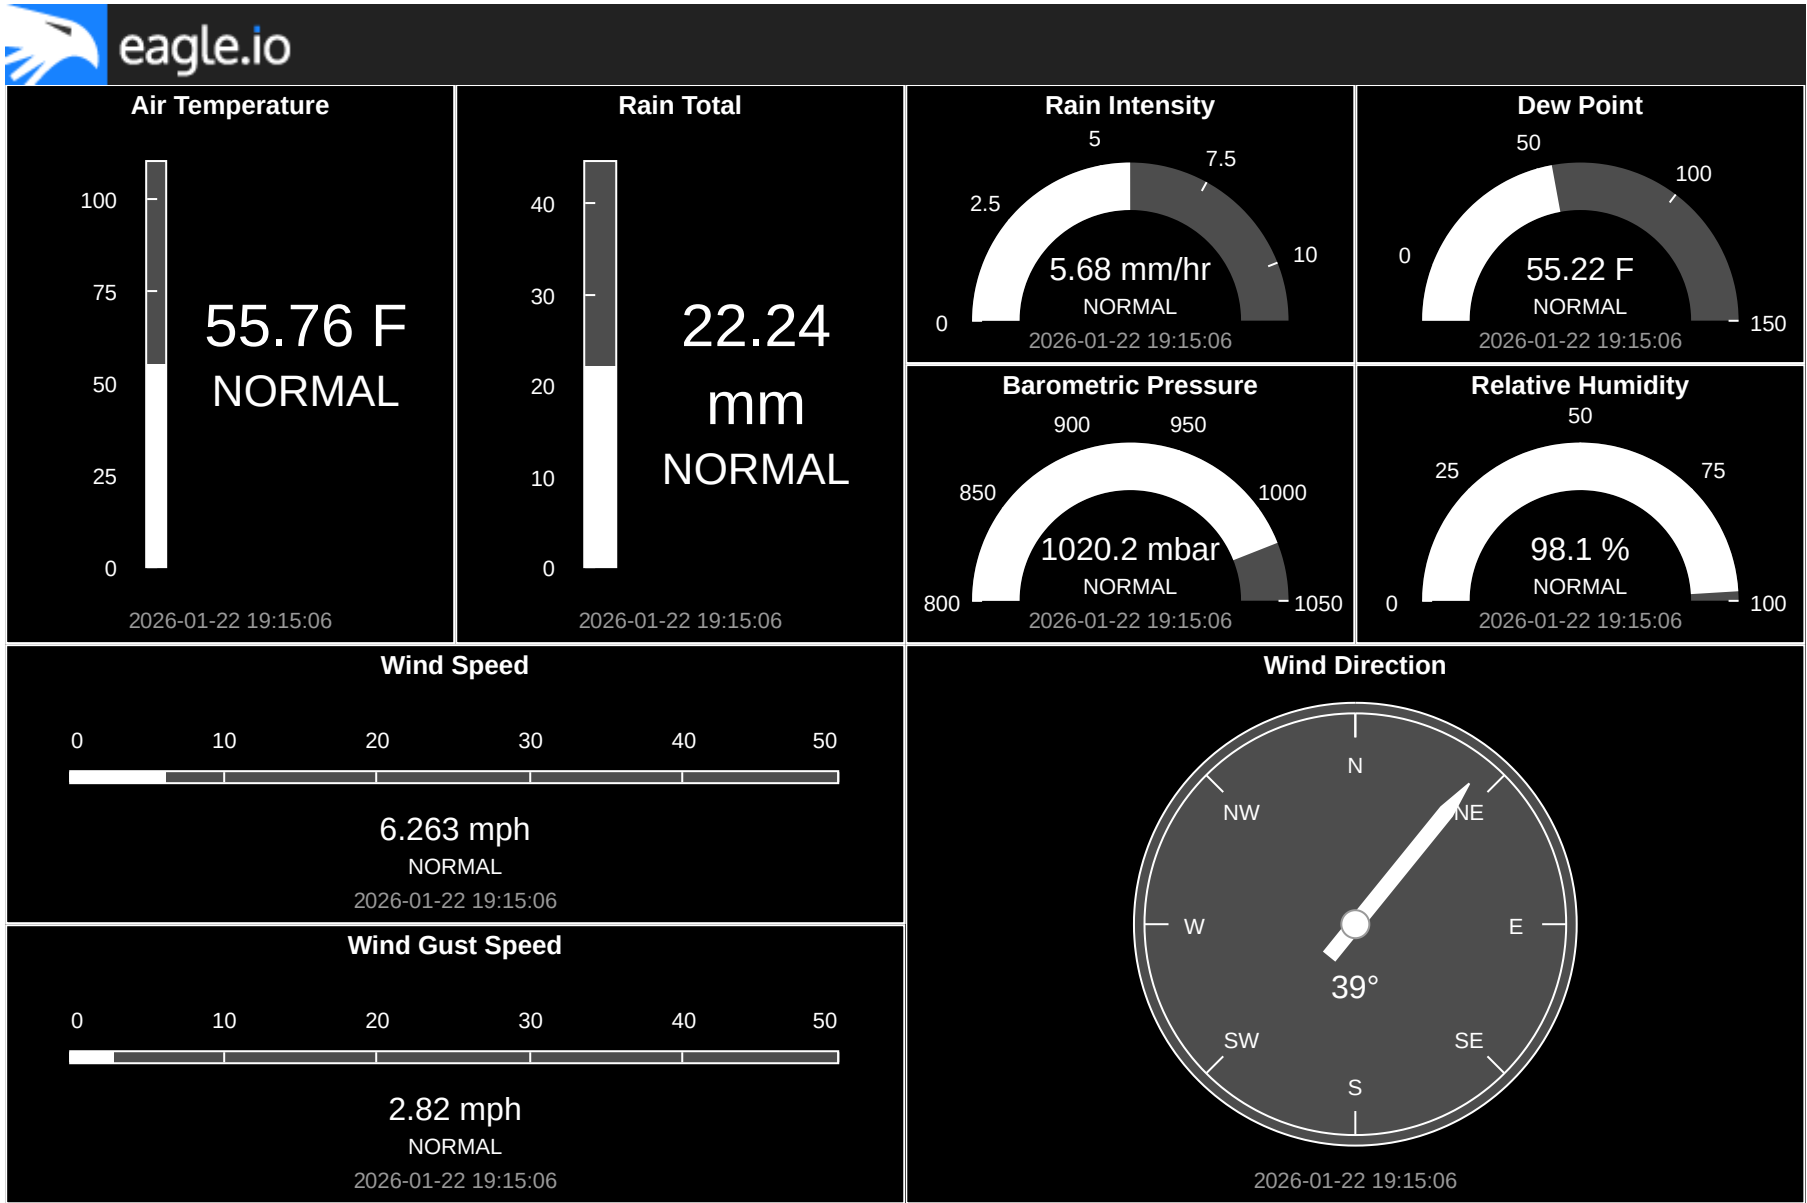 eagle.io
Air Temperature
100
75
50
25
0
55.76 F
NORMAL
2026-01-22 19:15:06
Rain Total
40
30
20
10
0
22.24
mm
NORMAL
2026-01-22 19:15:06
Rain Intensity
0
2.5
5
7.5
10
5.68 mm/hr
NORMAL
2026-01-22 19:15:06
Dew Point
0
50
100
150
55.22 F
NORMAL
2026-01-22 19:15:06
Barometric Pressure
800
850
900
950
1000
1050
1020.2 mbar
NORMAL
2026-01-22 19:15:06
Relative Humidity
0
25
50
75
100
98.1 %
NORMAL
2026-01-22 19:15:06
Wind Speed
0 10 20 30 40 50
6.263 mph
NORMAL
2026-01-22 19:15:06
Wind Gust Speed
0 10 20 30 40 50
2.82 mph
NORMAL
2026-01-22 19:15:06
Wind Direction
N
NW NE
W E
39°
SW SE
S
2026-01-22 19:15:06